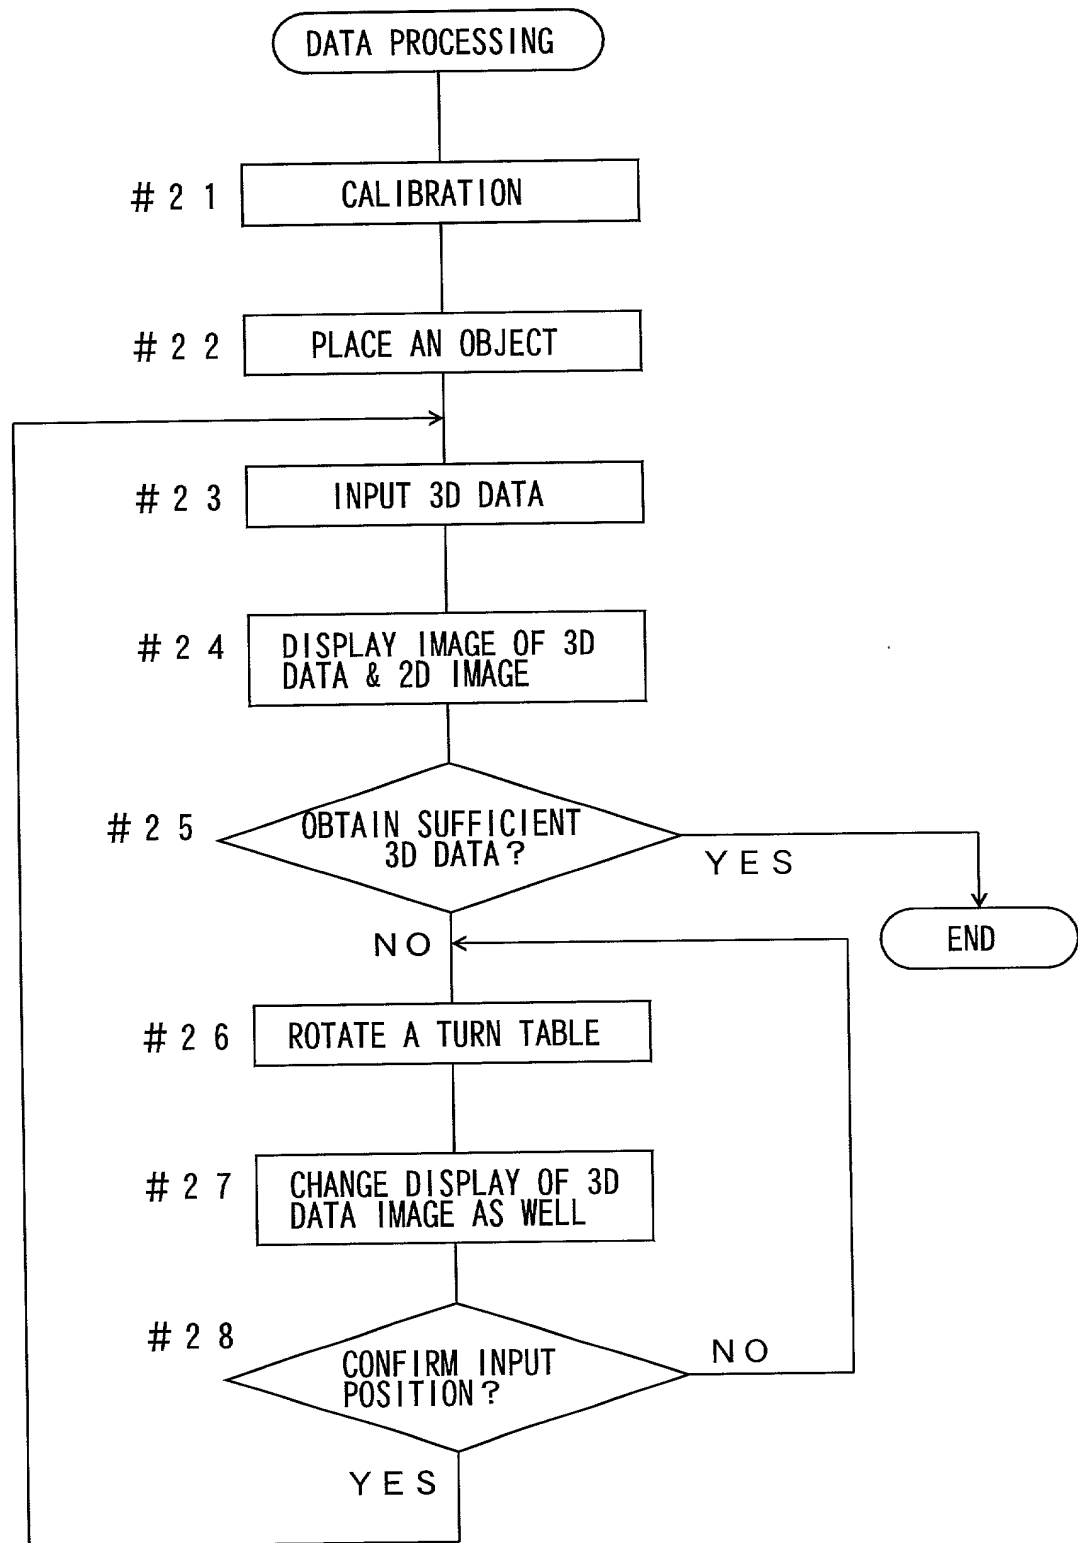 DATA PROCESSING
#21 CALIBRATION
#22 PLACE AN OBJECT
#23 INPUT 3D DATA
#24 DISPLAY IMAGE OF 3D
DATA & 2D IMAGE
#25 OBTAIN SUFFICIENT
3D DATA?
YES
NO
END
#26 ROTATE A TURN TABLE
#27 CHANGE DISPLAY OF 3D
DATA IMAGE AS WELL
#28
CONFIRM INPUT
POSITION?
NO
YES